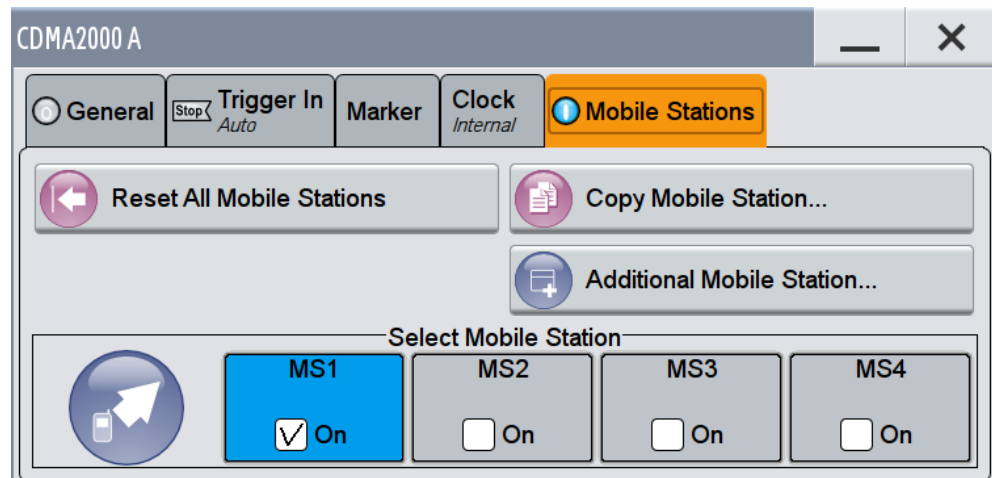 CDMA2000 A
General
Stop
Trigger In
Auto
Marker
Clock
Internal
Mobile Stations
Reset All Mobile Stations
Copy Mobile Station...
Additional Mobile Station...
Select Mobile Station
MS1 MS2 MS3 MS4
On On On On